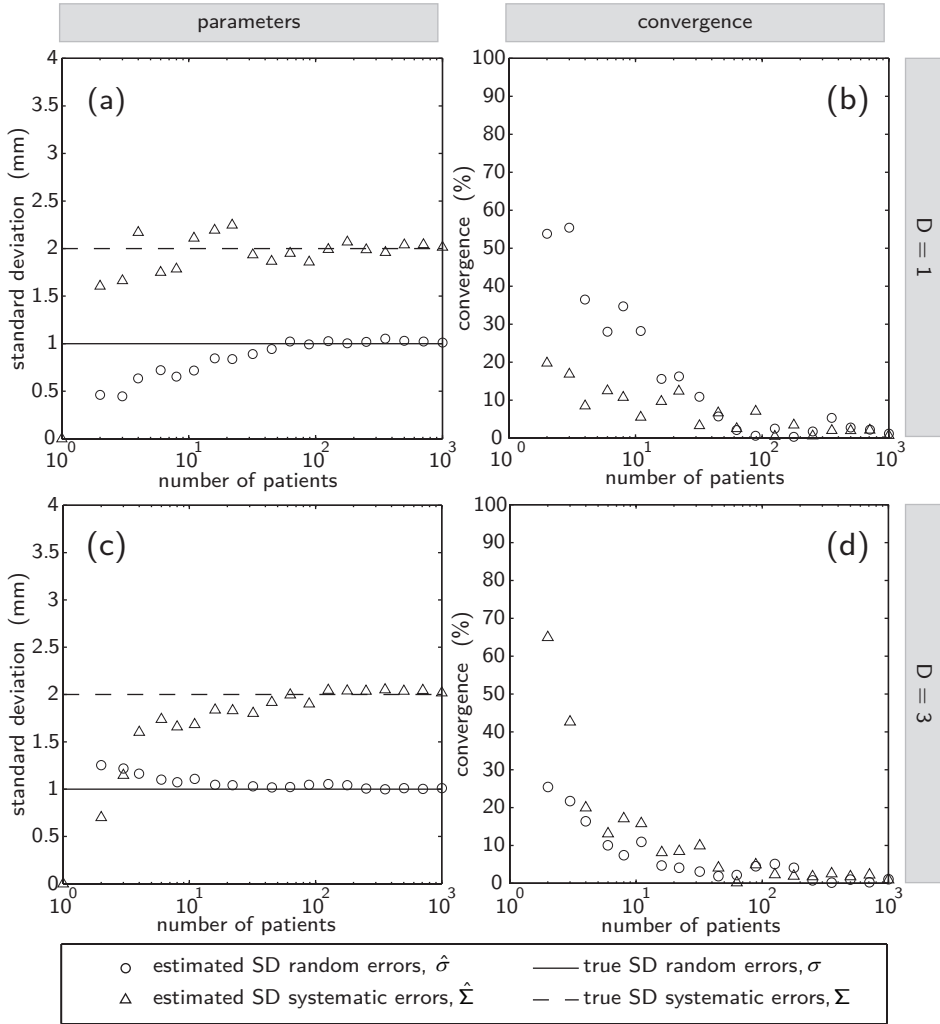 parameters
convergence
(a)
standard deviation (mm)
4
3.5
3
2.5
2
1.5
1
0.5
0
10^0
10^1
10^2
10^3
number of patients
(b)
convergence (%)
100
90
80
70
60
50
40
30
20
10
0
10^0
10^1
10^2
10^3
number of patients
D = 1
(c)
standard deviation (mm)
4
3.5
3
2.5
2
1.5
1
0.5
0
10^0
10^1
10^2
10^3
number of patients
(d)
convergence (%)
100
90
80
70
60
50
40
30
20
10
0
10^0
10^1
10^2
10^3
number of patients
D = 3
estimated SD random errors, σ̂
true SD random errors, σ
estimated SD systematic errors, Σ̂
true SD systematic errors, Σ